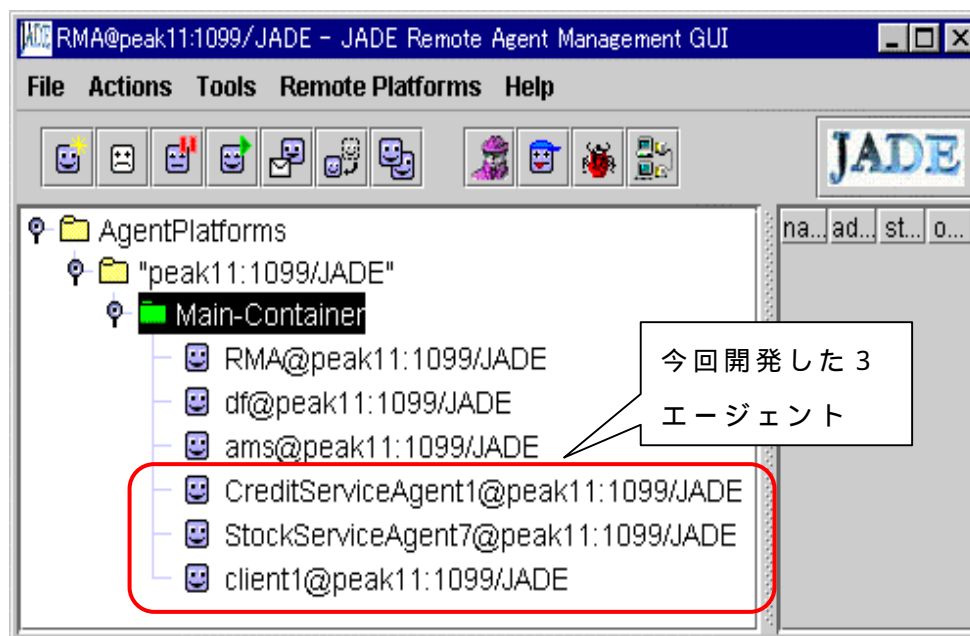 RMA@peak11:1099/JADE - JADE Remote Agent Management GUI
File Actions Tools Remote Platforms Help
JADE
AgentPlatforms
na... ad... st... o...
"peak11:1099/JADE"
Main-Container
RMA@peak11:1099/JADE
df@peak11:1099/JADE
ams@peak11:1099/JADE
今回開発した3
エージェント
CreditServiceAgent1@peak11:1099/JADE
StockServiceAgent7@peak11:1099/JADE
client1@peak11:1099/JADE